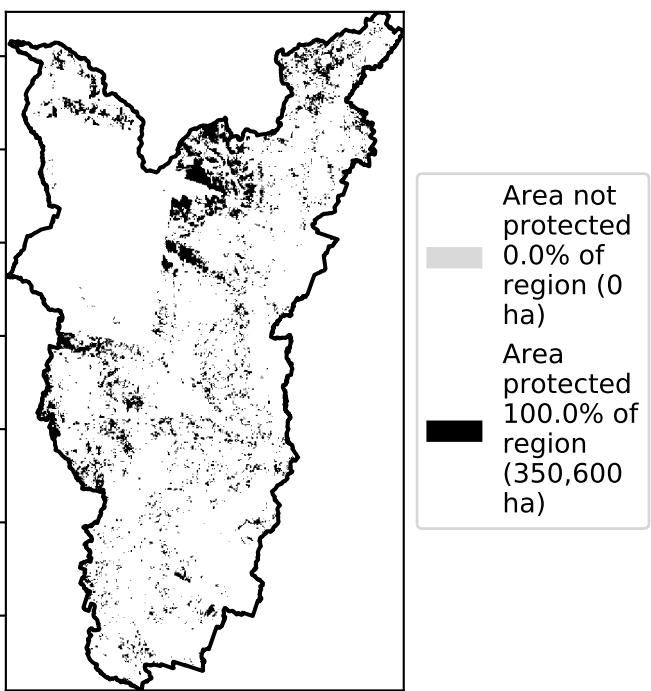 Area not
protected
0.0% of
region (0
ha)
Area
protected
100.0% of
region
(350,600
ha)